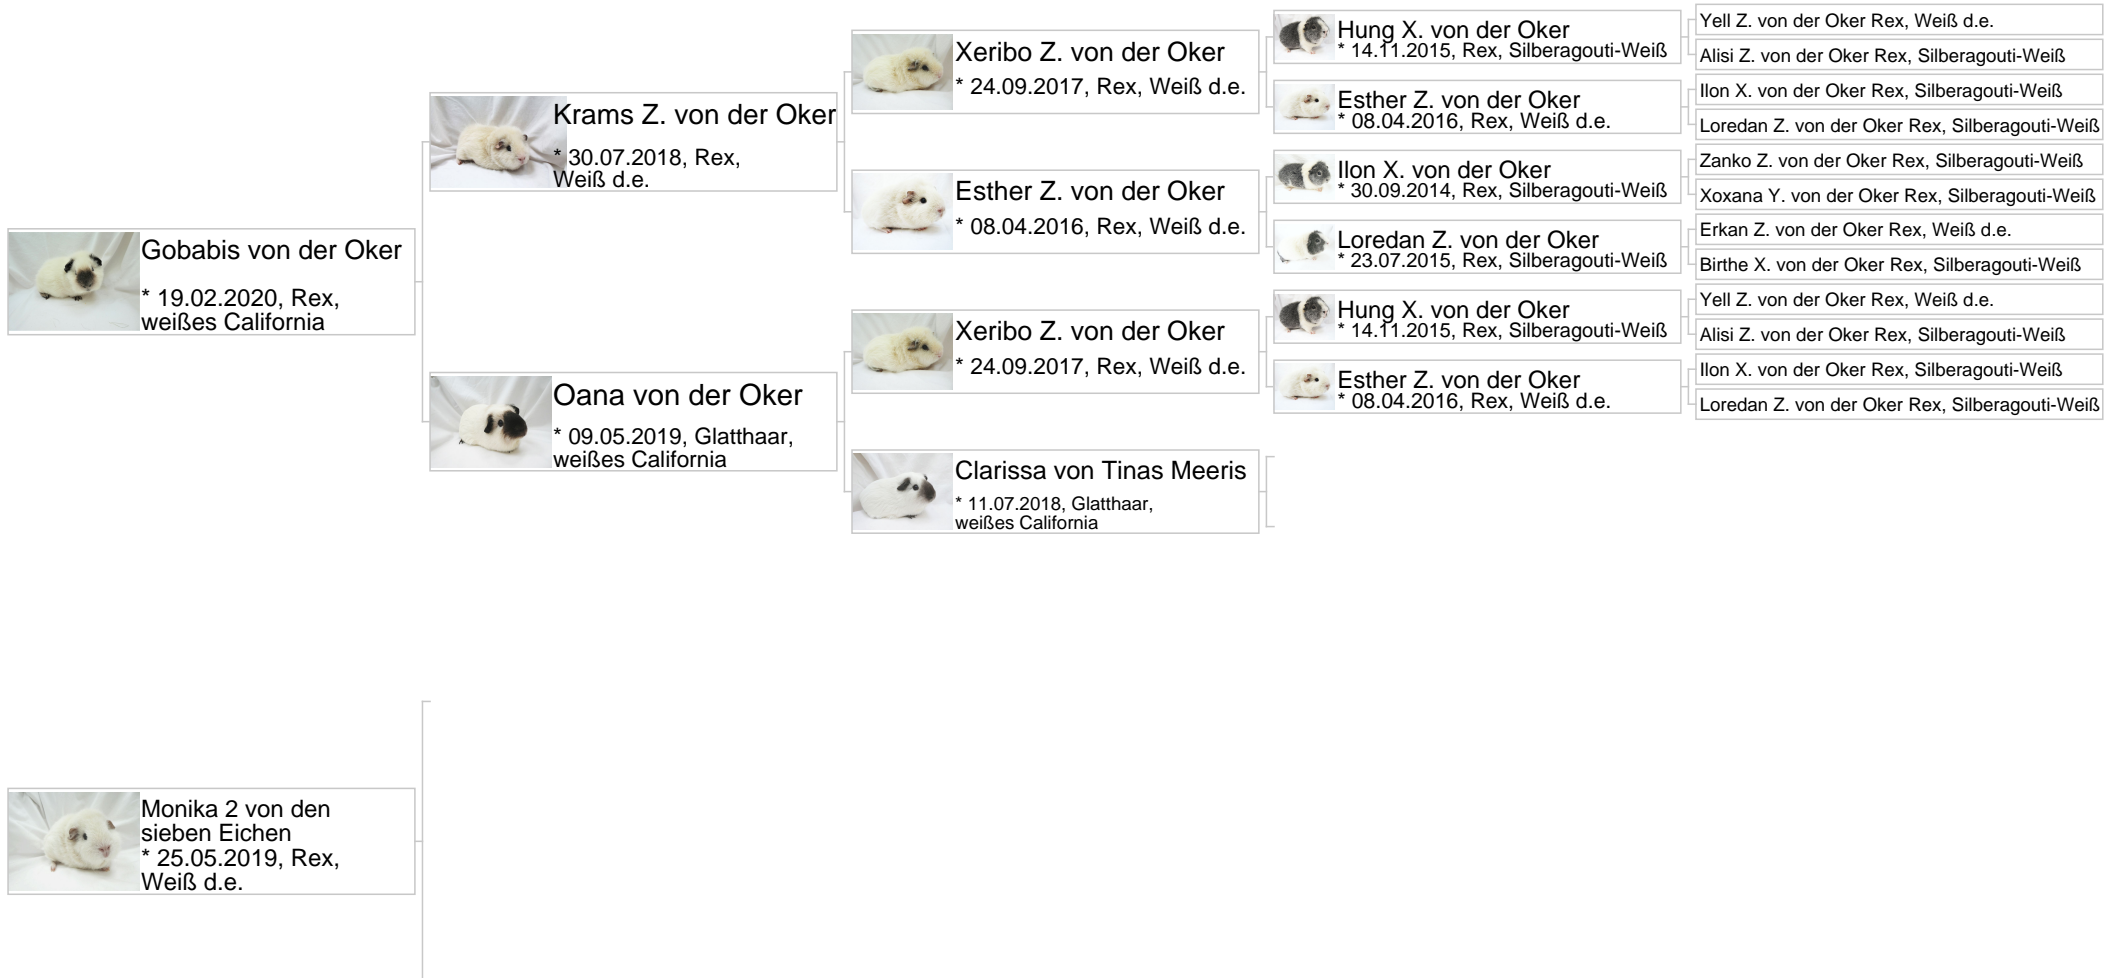 Gobabis von der Oker
* 19.02.2020, Rex,
weißes California
Krams Z. von der Oker
* 30.07.2018, Rex,
Weiß d.e.
Xeribo Z. von der Oker
* 24.09.2017, Rex, Weiß d.e.
Hung X. von der Oker
* 14.11.2015, Rex, Silberagouti-Weiß
Yell Z. von der Oker Rex, Weiß d.e.
Alisi Z. von der Oker Rex, Silberagouti-Weiß
Esther Z. von der Oker
* 08.04.2016, Rex, Weiß d.e.
Ilon X. von der Oker Rex, Silberagouti-Weiß
Loredan Z. von der Oker Rex, Silberagouti-Weiß
Esther Z. von der Oker
* 08.04.2016, Rex, Weiß d.e.
Ilon X. von der Oker
* 30.09.2014, Rex, Silberagouti-Weiß
Zanko Z. von der Oker Rex, Silberagouti-Weiß
Xoxana Y. von der Oker Rex, Silberagouti-Weiß
Loredan Z. von der Oker
* 23.07.2015, Rex, Silberagouti-Weiß
Erkan Z. von der Oker Rex, Weiß d.e.
Birthe X. von der Oker Rex, Silberagouti-Weiß
Oana von der Oker
* 09.05.2019, Glatthaar,
weißes California
Xeribo Z. von der Oker
* 24.09.2017, Rex, Weiß d.e.
Hung X. von der Oker
* 14.11.2015, Rex, Silberagouti-Weiß
Yell Z. von der Oker Rex, Weiß d.e.
Alisi Z. von der Oker Rex, Silberagouti-Weiß
Esther Z. von der Oker
* 08.04.2016, Rex, Weiß d.e.
Ilon X. von der Oker Rex, Silberagouti-Weiß
Loredan Z. von der Oker Rex, Silberagouti-Weiß
Clarissa von Tinas Meeris
* 11.07.2018, Glatthaar,
weißes California
Monika 2 von den
sieben Eichen
* 25.05.2019, Rex,
Weiß d.e.